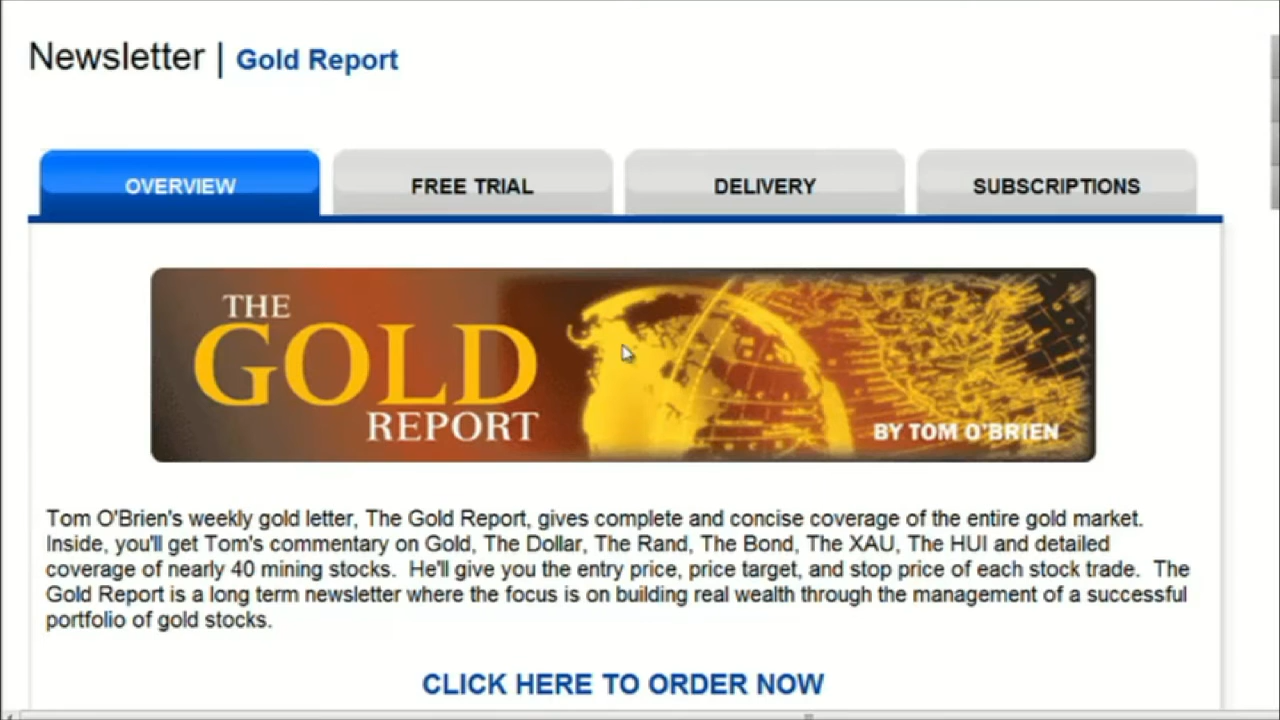 Newsletter | Gold Report
OVERVIEW
FREE TRIAL
DELIVERY
SUBSCRIPTIONS
THE
GOLD
REPORT
BY TOM O'BRIEN
Tom O'Brien's weekly gold letter, The Gold Report, gives complete and concise coverage of the entire gold market.
Inside, you'll get Tom's commentary on Gold, The Dollar, The Rand, The Bond, The XAU, The HUI and detailed
coverage of nearly 40 mining stocks.  He'll give you the entry price, price target, and stop price of each stock trade.  The
Gold Report is a long term newsletter where the focus is on building real wealth through the management of a successful
portfolio of gold stocks.
CLICK HERE TO ORDER NOW